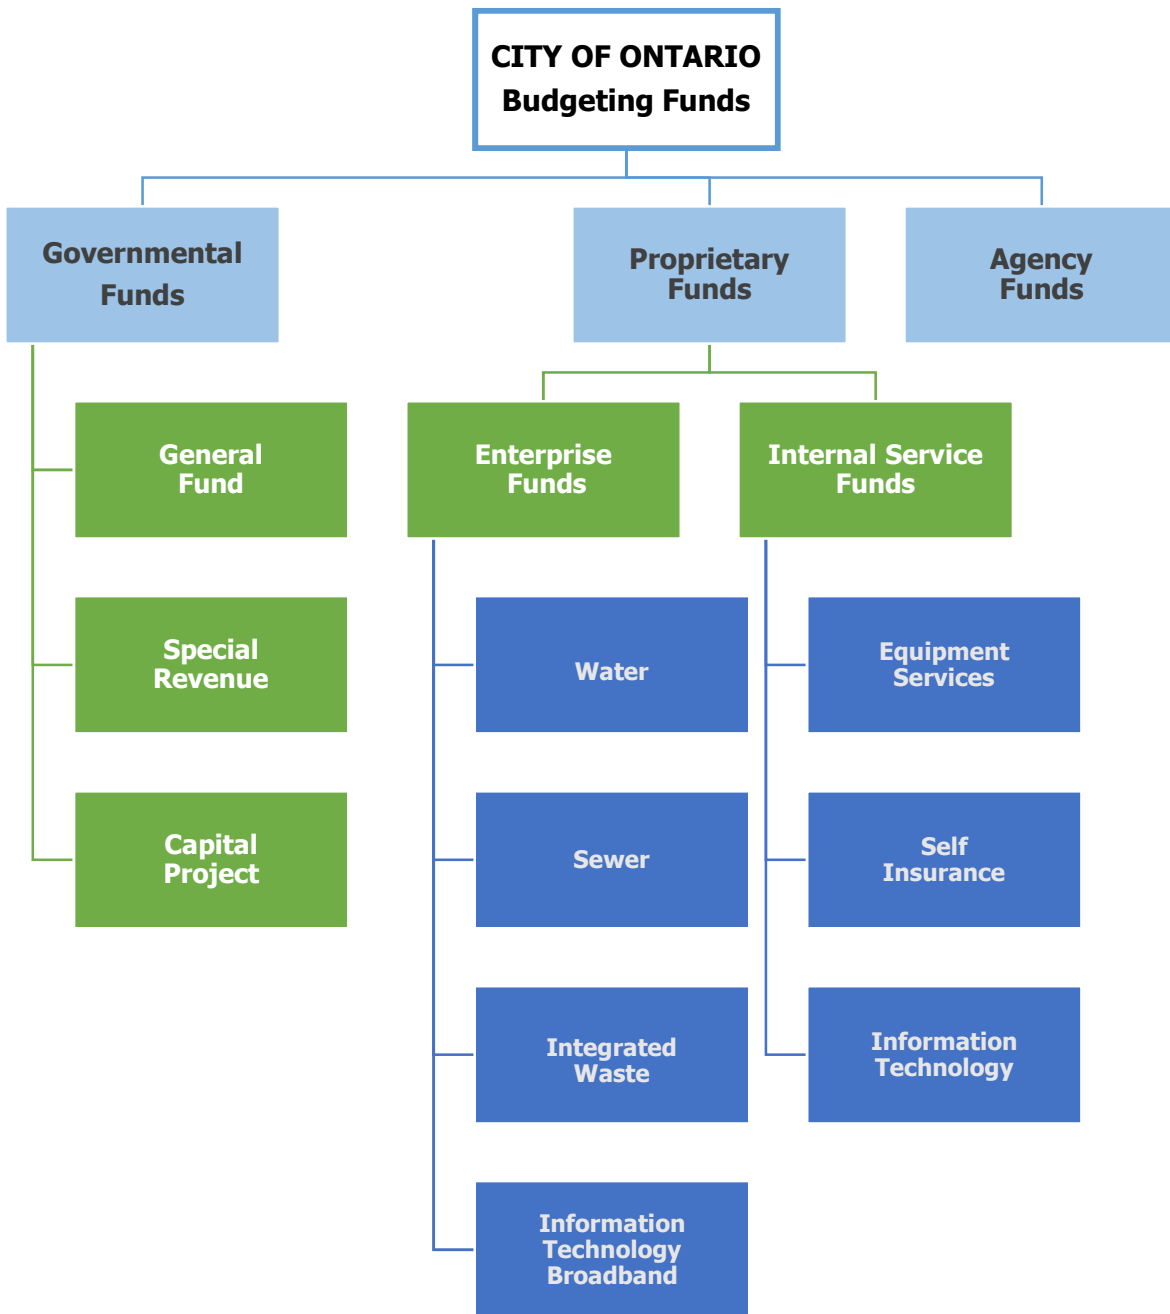 CITY OF ONTARIO
Budgeting Funds
Governmental
Funds
Proprietary
Funds
Agency
Funds
General
Fund
Enterprise
Funds
Internal Service
Funds
Special
Revenue
Water
Equipment
Services
Capital
Project
Sewer
Self
Insurance
Integrated
Waste
Information
Technology
Information
Technology
Broadband